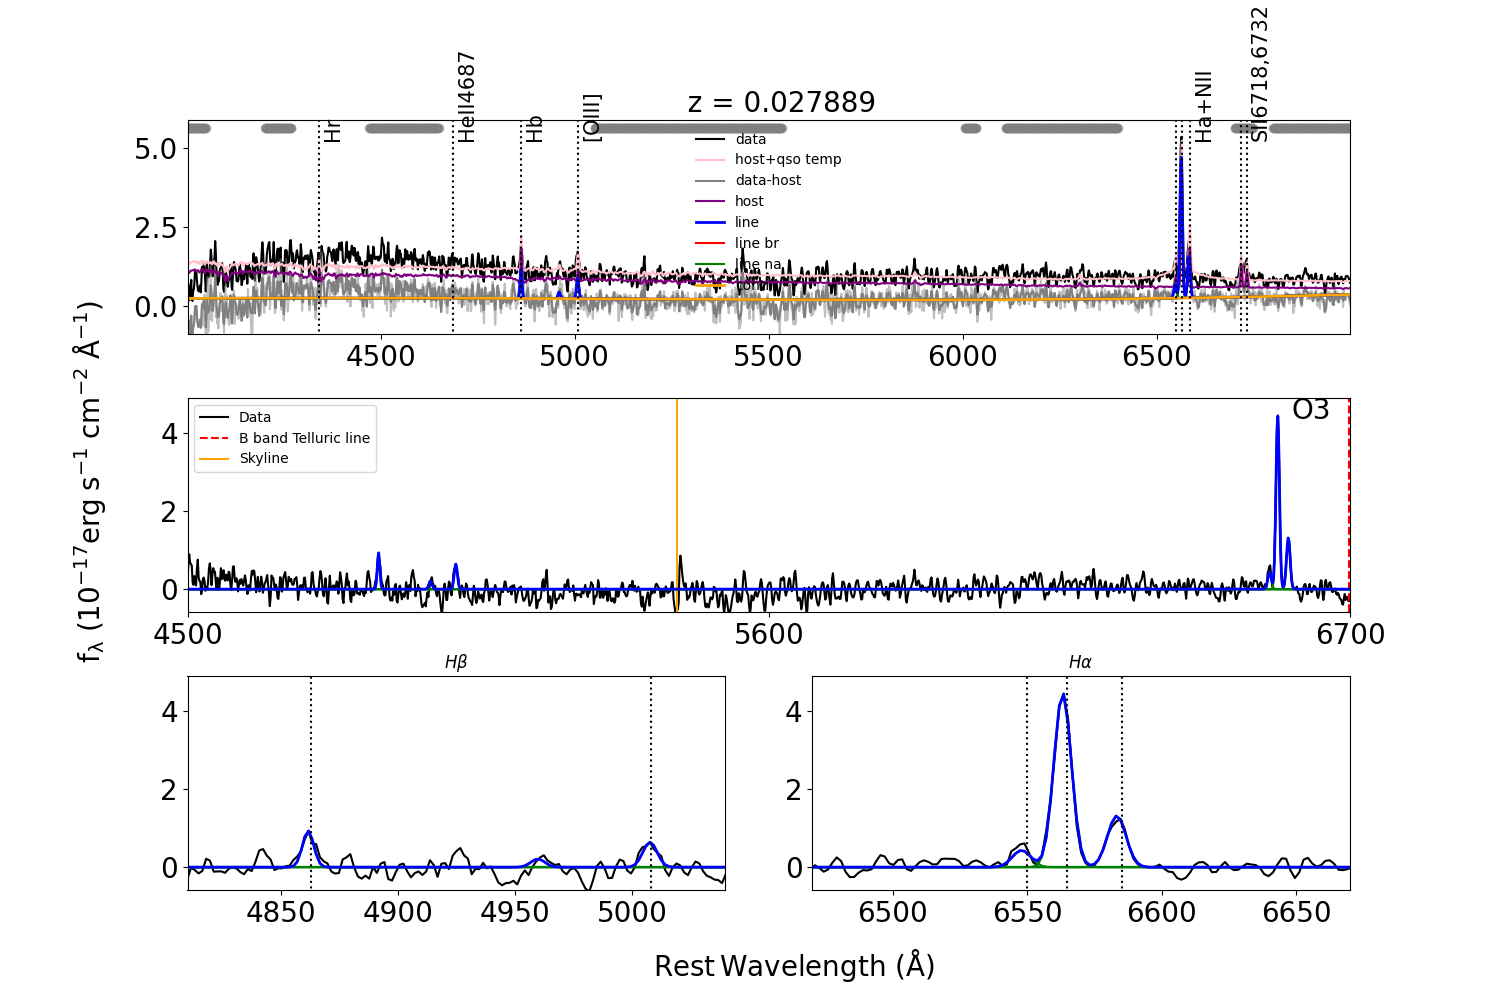 z = 0.027889
Hr
HeII4687
Hb
[OIII]
Ha+NII
SII6718,6732
data
host+qso temp
data-host
host
line
line br
line na
5.0
2.5
0.0
4500
5000
5500
6000
6500
Data
B band Telluric line
Skyline
O3
4
2
0
4500
5600
6700
fλ (10⁻¹⁷erg s⁻¹ cm⁻² Å⁻¹)
Hβ
4
2
0
4850
4900
4950
5000
Hα
4
2
0
6500
6550
6600
6650
Rest Wavelength (Å)